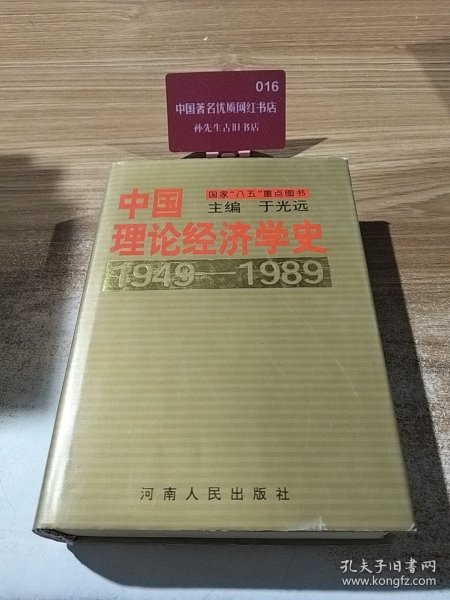 016
中国著名优质网红书店
孙先生古旧书店
中国
国家“八五”重点图书
主编 于光远
理论经济学史
1949—1989
河南人民出版社
孔夫子旧书网
www.kongfz.com